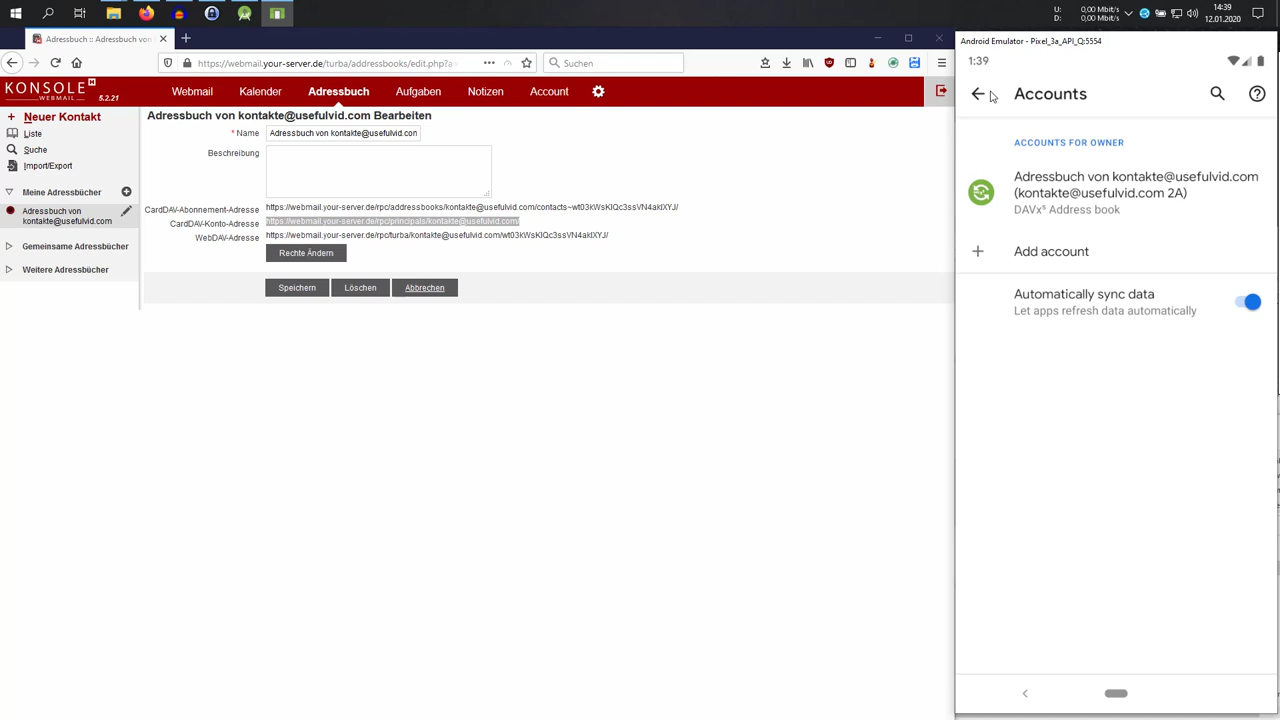 U: 0,00 Mbit/s
D: 0,00 Mbit/s
14:39
12.01.2020
Adressbuch :: Adressbuch von
https://webmail.your-server.de/turba/addressbooks/edit.php?a
Suchen
KONSOLE H
WEBMAIL 5.2.21
Webmail
Kalender
Adressbuch
Aufgaben
Notizen
Account
+ Neuer Kontakt
Liste
Suche
Import/Export
Meine Adressbücher
Adressbuch von
kontakte@usefulvid.com
Gemeinsame Adressbücher
Weitere Adressbücher
Adressbuch von kontakte@usefulvid.com Bearbeiten
* Name Adressbuch von kontakte@usefulvid.con
Beschreibung
CardDAV-Abonnement-Adresse https://webmail.your-server.de/rpc/addressbooks/kontakte@usefulvid.com/contacts~wt03kWsKIQc3ssVN4aklXYJ/
CardDAV-Konto-Adresse https://webmail.your-server.de/rpc/principals/kontakte@usefulvid.com/
WebDAV-Adresse https://webmail.your-server.de/rpc/turba/kontakte@usefulvid.com/wt03kWsKIQc3ssVN4aklXYJ/
Rechte Ändern
Speichern
Löschen
Abbrechen
Android Emulator - Pixel_3a_API_Q:5554
1:39
Accounts
ACCOUNTS FOR OWNER
Adressbuch von kontakte@usefulvid.com
(kontakte@usefulvid.com 2A)
DAVx⁵ Address book
Add account
Automatically sync data
Let apps refresh data automatically